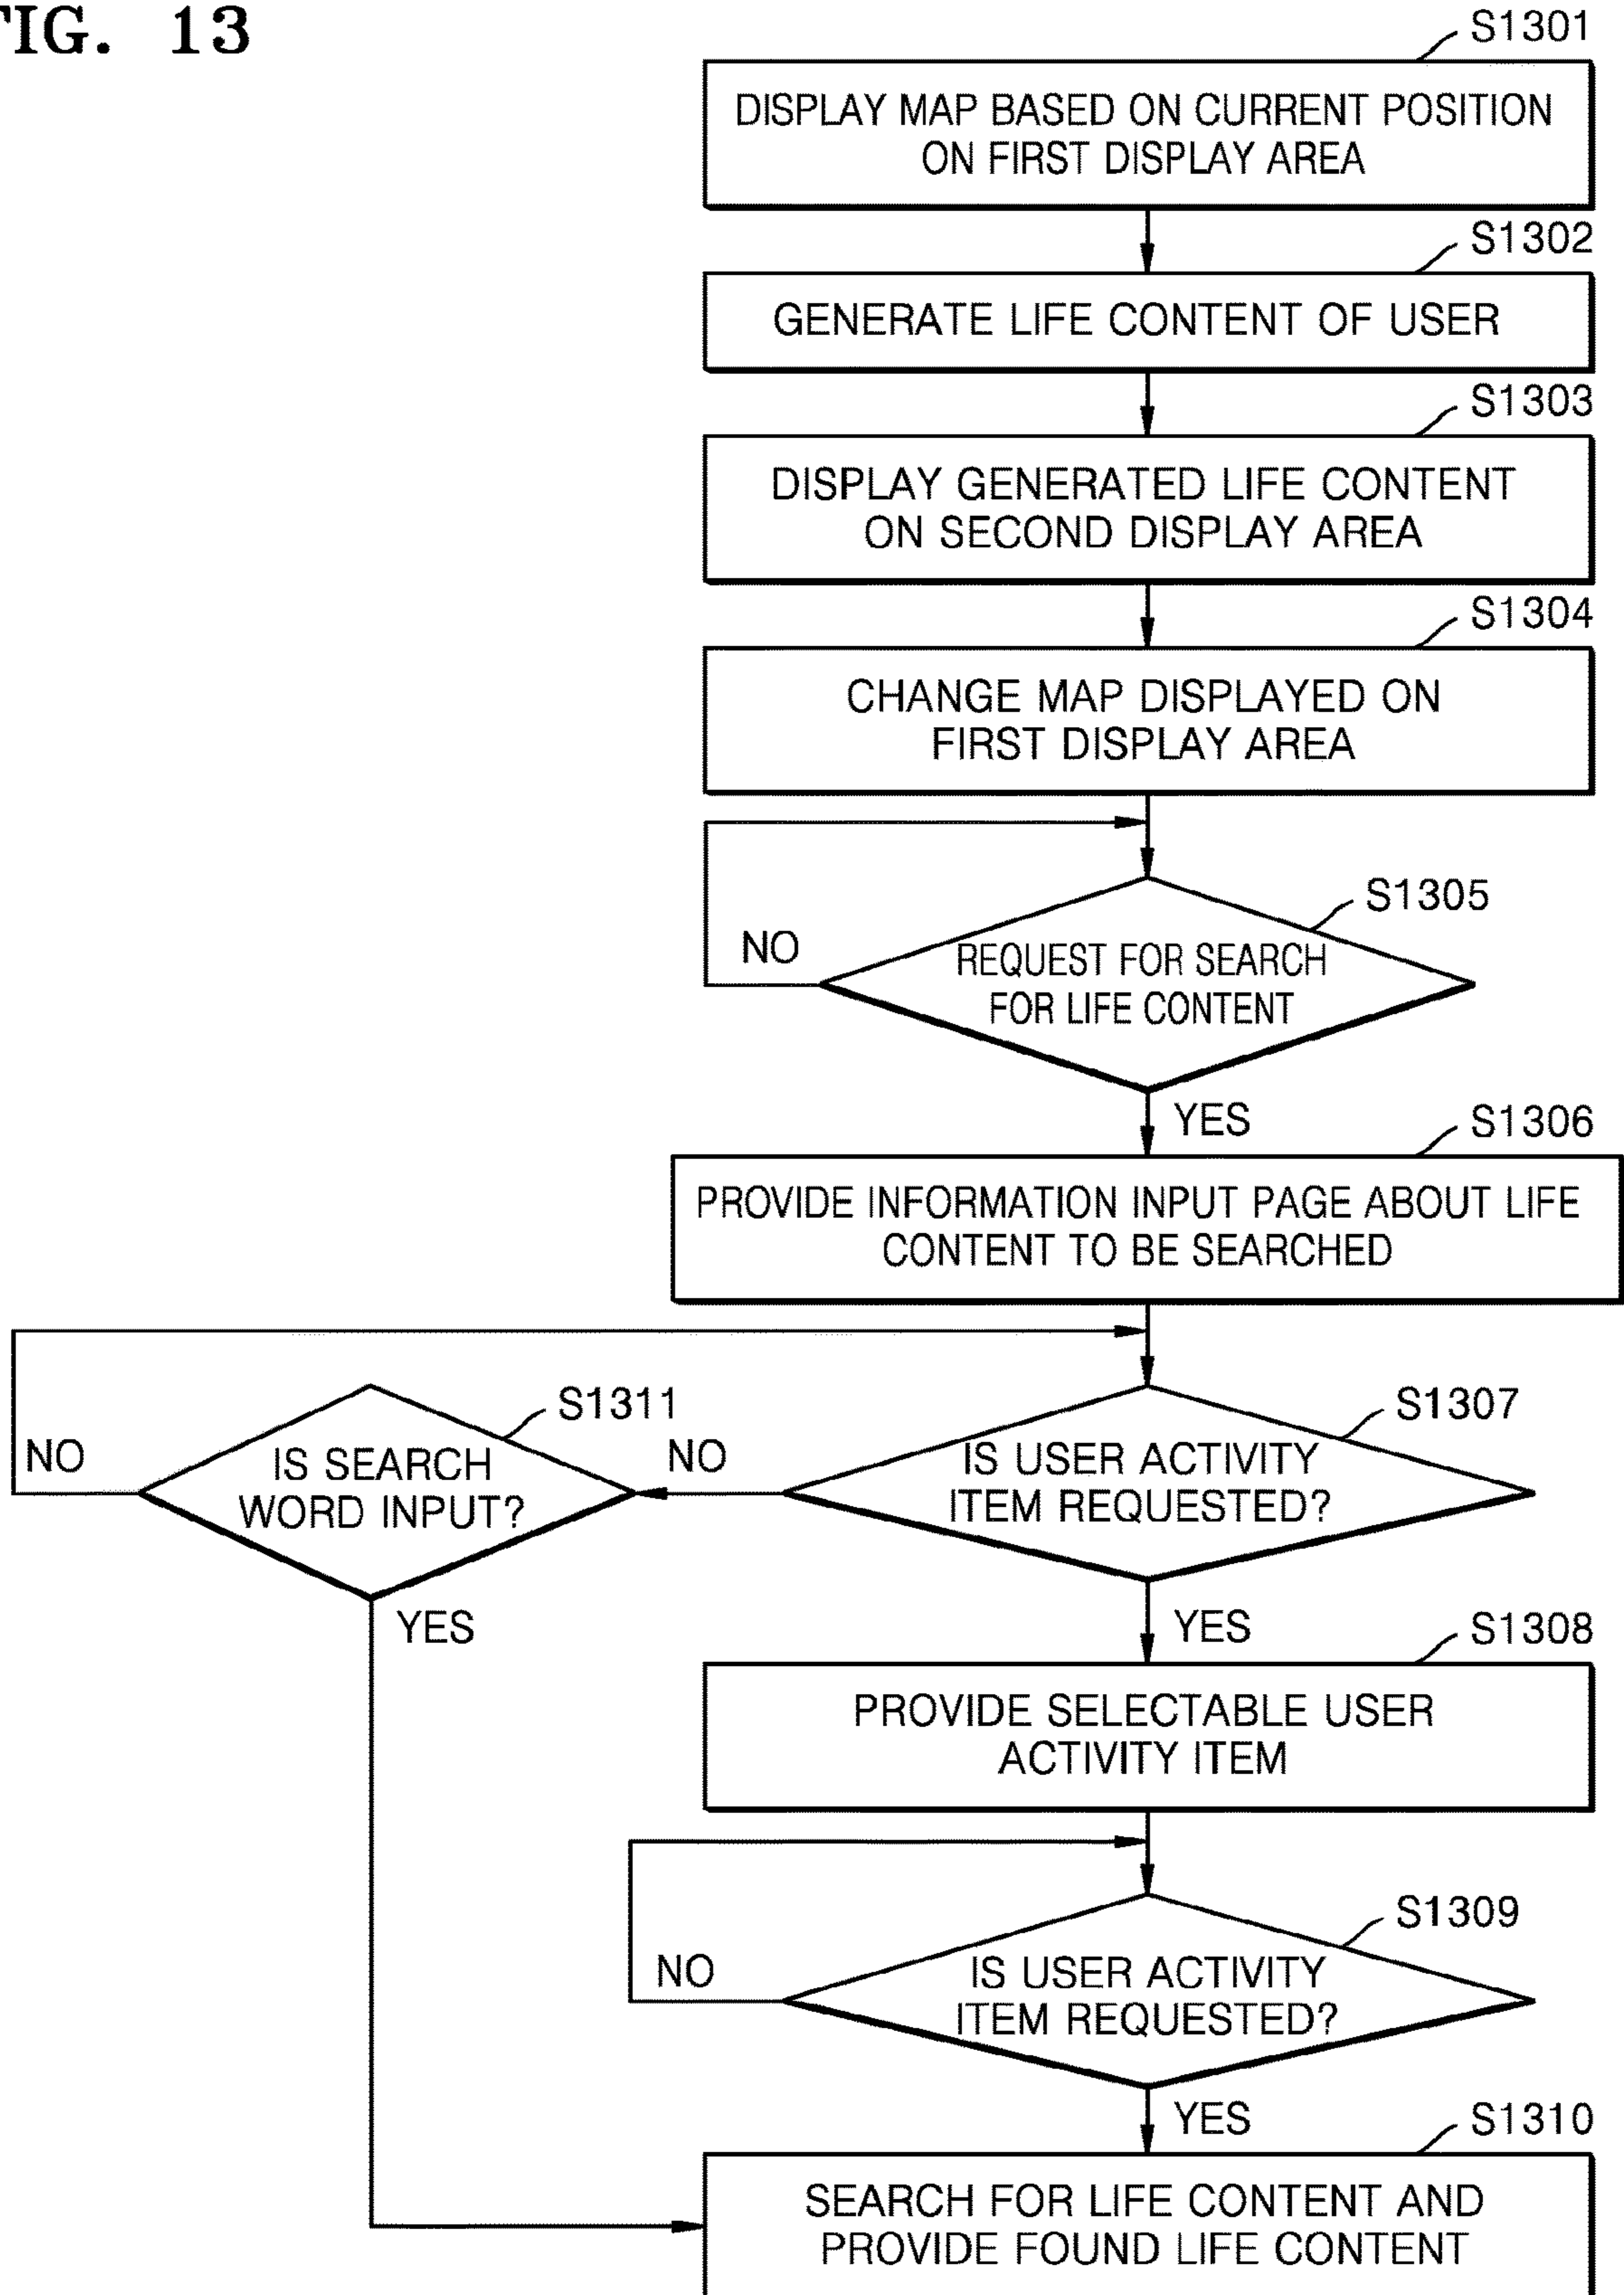 FIG. 13
S1301
DISPLAY MAP BASED ON CURRENT POSITION
ON FIRST DISPLAY AREA
S1302
GENERATE LIFE CONTENT OF USER
S1303
DISPLAY GENERATED LIFE CONTENT
ON SECOND DISPLAY AREA
S1304
CHANGE MAP DISPLAYED ON
FIRST DISPLAY AREA
S1305
NO
REQUEST FOR SEARCH
FOR LIFE CONTENT
YES
S1306
PROVIDE INFORMATION INPUT PAGE ABOUT LIFE
CONTENT TO BE SEARCHED
S1311
NO
IS SEARCH
WORD INPUT?
YES
S1307
NO
IS USER ACTIVITY
ITEM REQUESTED?
YES
S1308
PROVIDE SELECTABLE USER
ACTIVITY ITEM
S1309
NO
IS USER ACTIVITY
ITEM REQUESTED?
YES
S1310
SEARCH FOR LIFE CONTENT AND
PROVIDE FOUND LIFE CONTENT